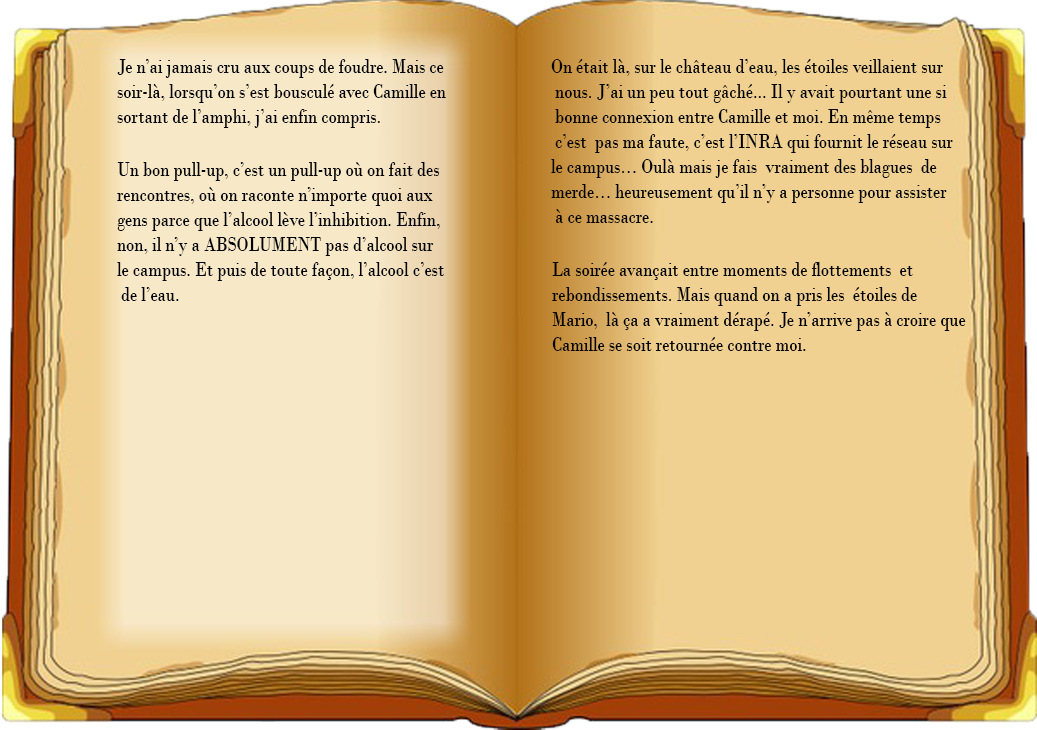 Je n'ai jamais cru aux coups de foudre. Mais ce
soir-là, lorsqu'on s'est bousculé avec Camille en
sortant de l'amphi, j'ai enfin compris.
Un bon pull-up, c'est un pull-up où on fait des
rencontres, où on raconte n'importe quoi aux
gens parce que l'alcool lève l'inhibition. Enfin,
non, il n'y a ABSOLUMENT pas d'alcool sur
le campus. Et puis de toute façon, l'alcool c'est
de l'eau.
On était là, sur le château d'eau, les étoiles veillaient sur
nous. J'ai un peu tout gâché... Il y avait pourtant une si
bonne connexion entre Camille et moi. En même temps
c'est pas ma faute, c'est l'INRA qui fournit le réseau sur
le campus… Oulà mais je fais vraiment des blagues de
merde… heureusement qu'il n'y a personne pour assister
à ce massacre.
La soirée avançait entre moments de flottements et
rebondissements. Mais quand on a pris les étoiles de
Mario, là ça a vraiment dérapé. Je n'arrive pas à croire que
Camille se soit retournée contre moi.